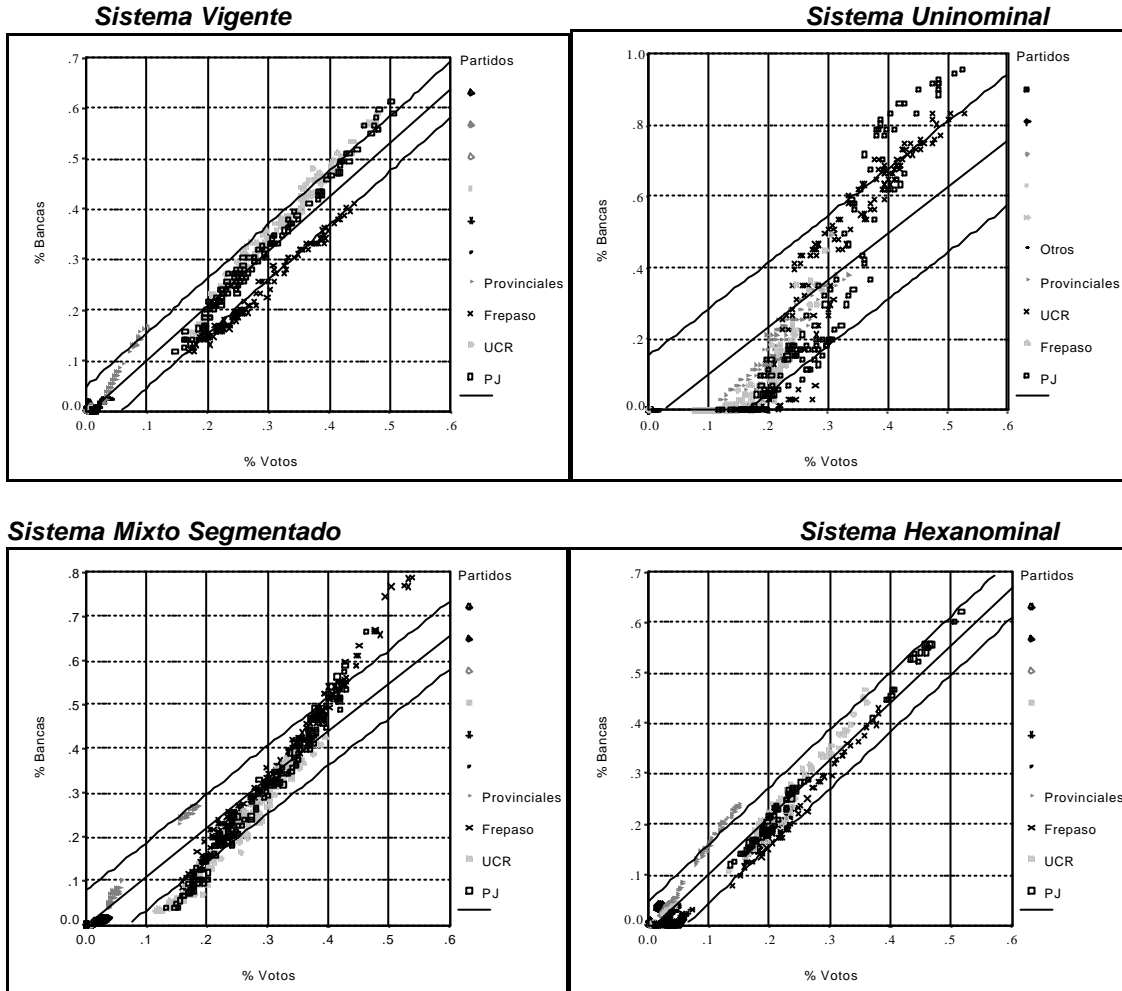 Sistema Vigente
.7
.6
.5
.4
.3
.2
.1
0.0
% Bancas
0.0 .1 .2 .3 .4 .5 .6
% Votos
Partidos
Provinciales
Frepaso
UCR
PJ
Sistema Uninominal
1.0
.8
.6
.4
.2
0.0
% Bancas
0.0 .1 .2 .3 .4 .5 .6
% Votos
Partidos
Otros
Provinciales
UCR
Frepaso
PJ
Sistema Mixto Segmentado
.8
.7
.6
.5
.4
.3
.2
.1
0.0
% Bancas
0.0 .1 .2 .3 .4 .5 .6
% Votos
Partidos
Provinciales
Frepaso
UCR
PJ
Sistema Hexanominal
.7
.6
.5
.4
.3
.2
.1
0.0
% Bancas
0.0 .1 .2 .3 .4 .5 .6
% Votos
Partidos
Provinciales
Frepaso
UCR
PJ